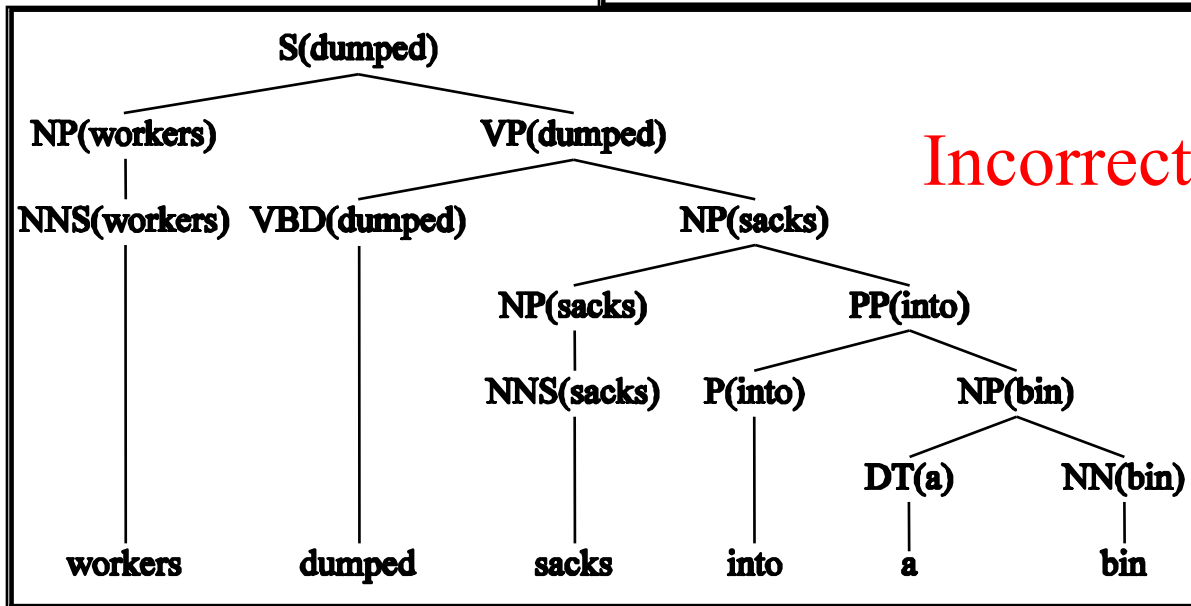 S(dumped)
NP(workers) VP(dumped)
Incorrect
NNS(workers) VBD(dumped) NP(sacks)
NP(sacks) PP(into)
NNS(sacks) P(into) NP(bin)
DT(a) NN(bin)
workers dumped sacks into a bin